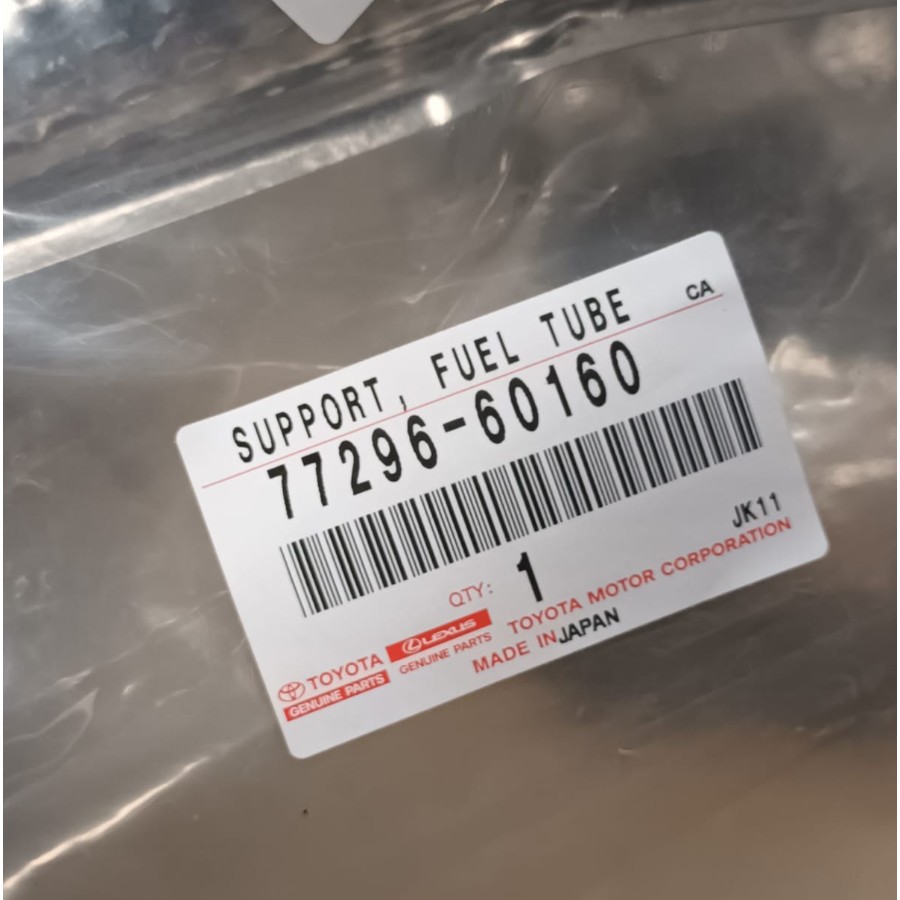 SUPPORT, FUEL TUBE CA
77296-60160
JK11
QTY: 1
TOYOTA LEXUS TOYOTA MOTOR CORPORATION
GENUINE PARTS GENUINE PARTS MADE IN JAPAN